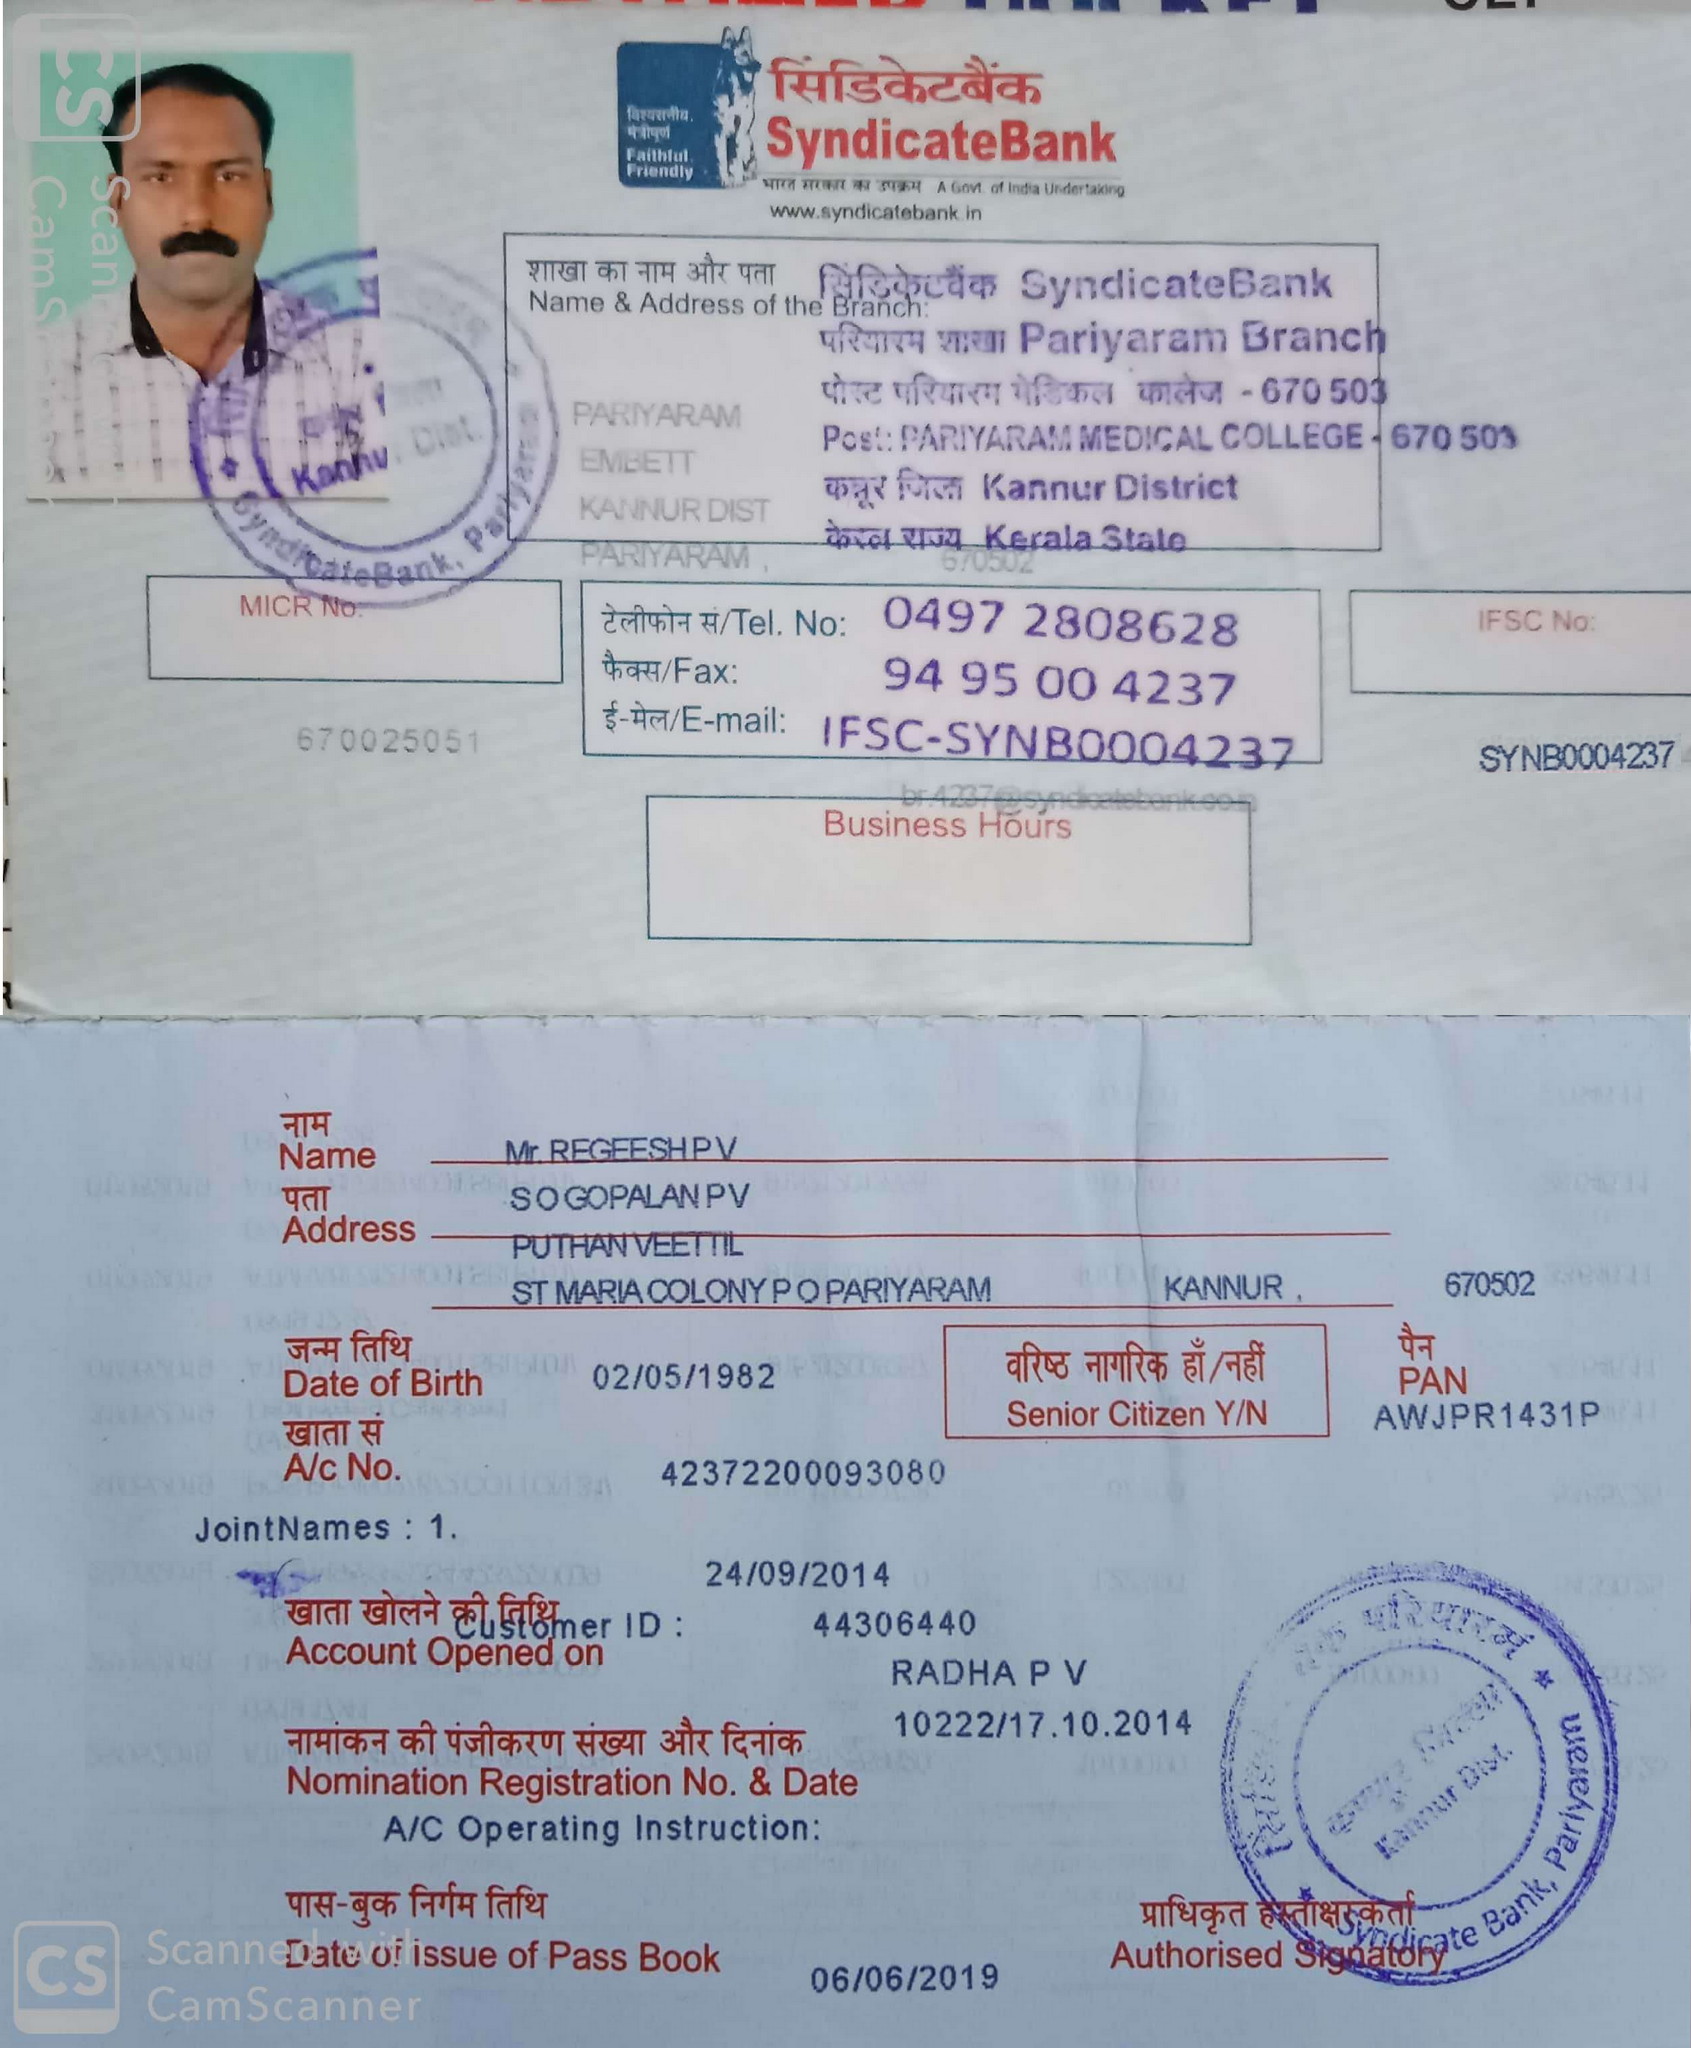 सिंडिकेटबैंक
SyndicateBank
विश्वसनीय,
मैत्रीपूर्ण
Faithful.
Friendly
भारत सरकार का उपक्रम A Govt. of India Undertaking
www.syndicatebank.in
शाखा का नाम और पता
Name & Address of the Branch:
सिंडिकेटबैंक SyndicateBank
परियारम शाखा Pariyaram Branch
पोस्ट परियारम मेडिकल कालेज - 670 503
Post: PARIYARAM MEDICAL COLLEGE - 670 503
कन्नूर जिला Kannur District
केरल राज्य Kerala State
PARIYARAM
EMBETT
KANNUR DIST
PARIYARAM , 670502
Kannur Dist.
SyndicateBank, Pariyaram
MICR No:
670025051
टेलीफोन सं/Tel. No: 0497 2808628
फैक्स/Fax: 94 95 00 4237
ई-मेल/E-mail: IFSC-SYNB0004237
br.4237@syndicatebank.co.in
IFSC No:
SYNB0004237
Business Hours
नाम
Name Mr. REGEESH P V
पता S O GOPALAN P V
Address PUTHAN VEETTIL
ST MARIA COLONY P O PARIYARAM KANNUR , 670502
जन्म तिथि
Date of Birth 02/05/1982
वरिष्ठ नागरिक हाँ/नहीं
Senior Citizen Y/N
पैन
PAN
AWJPR1431P
खाता सं
A/c No. 42372200093080
JointNames : 1.
24/09/2014
खाता खोलने की तिथि
Customer ID : 44306440
Account Opened on
RADHA P V
10222/17.10.2014
नामांकन की पंजीकरण संख्या और दिनांक
Nomination Registration No. & Date
A/C Operating Instruction:
पास-बुक निर्गम तिथि
Date of Issue of Pass Book 06/06/2019
प्राधिकृत हस्ताक्षरकर्ता
Authorised Signatory
Kannur Dist.
Syndicate Bank, Pariyaram
CS
Scanned with
CamScanner